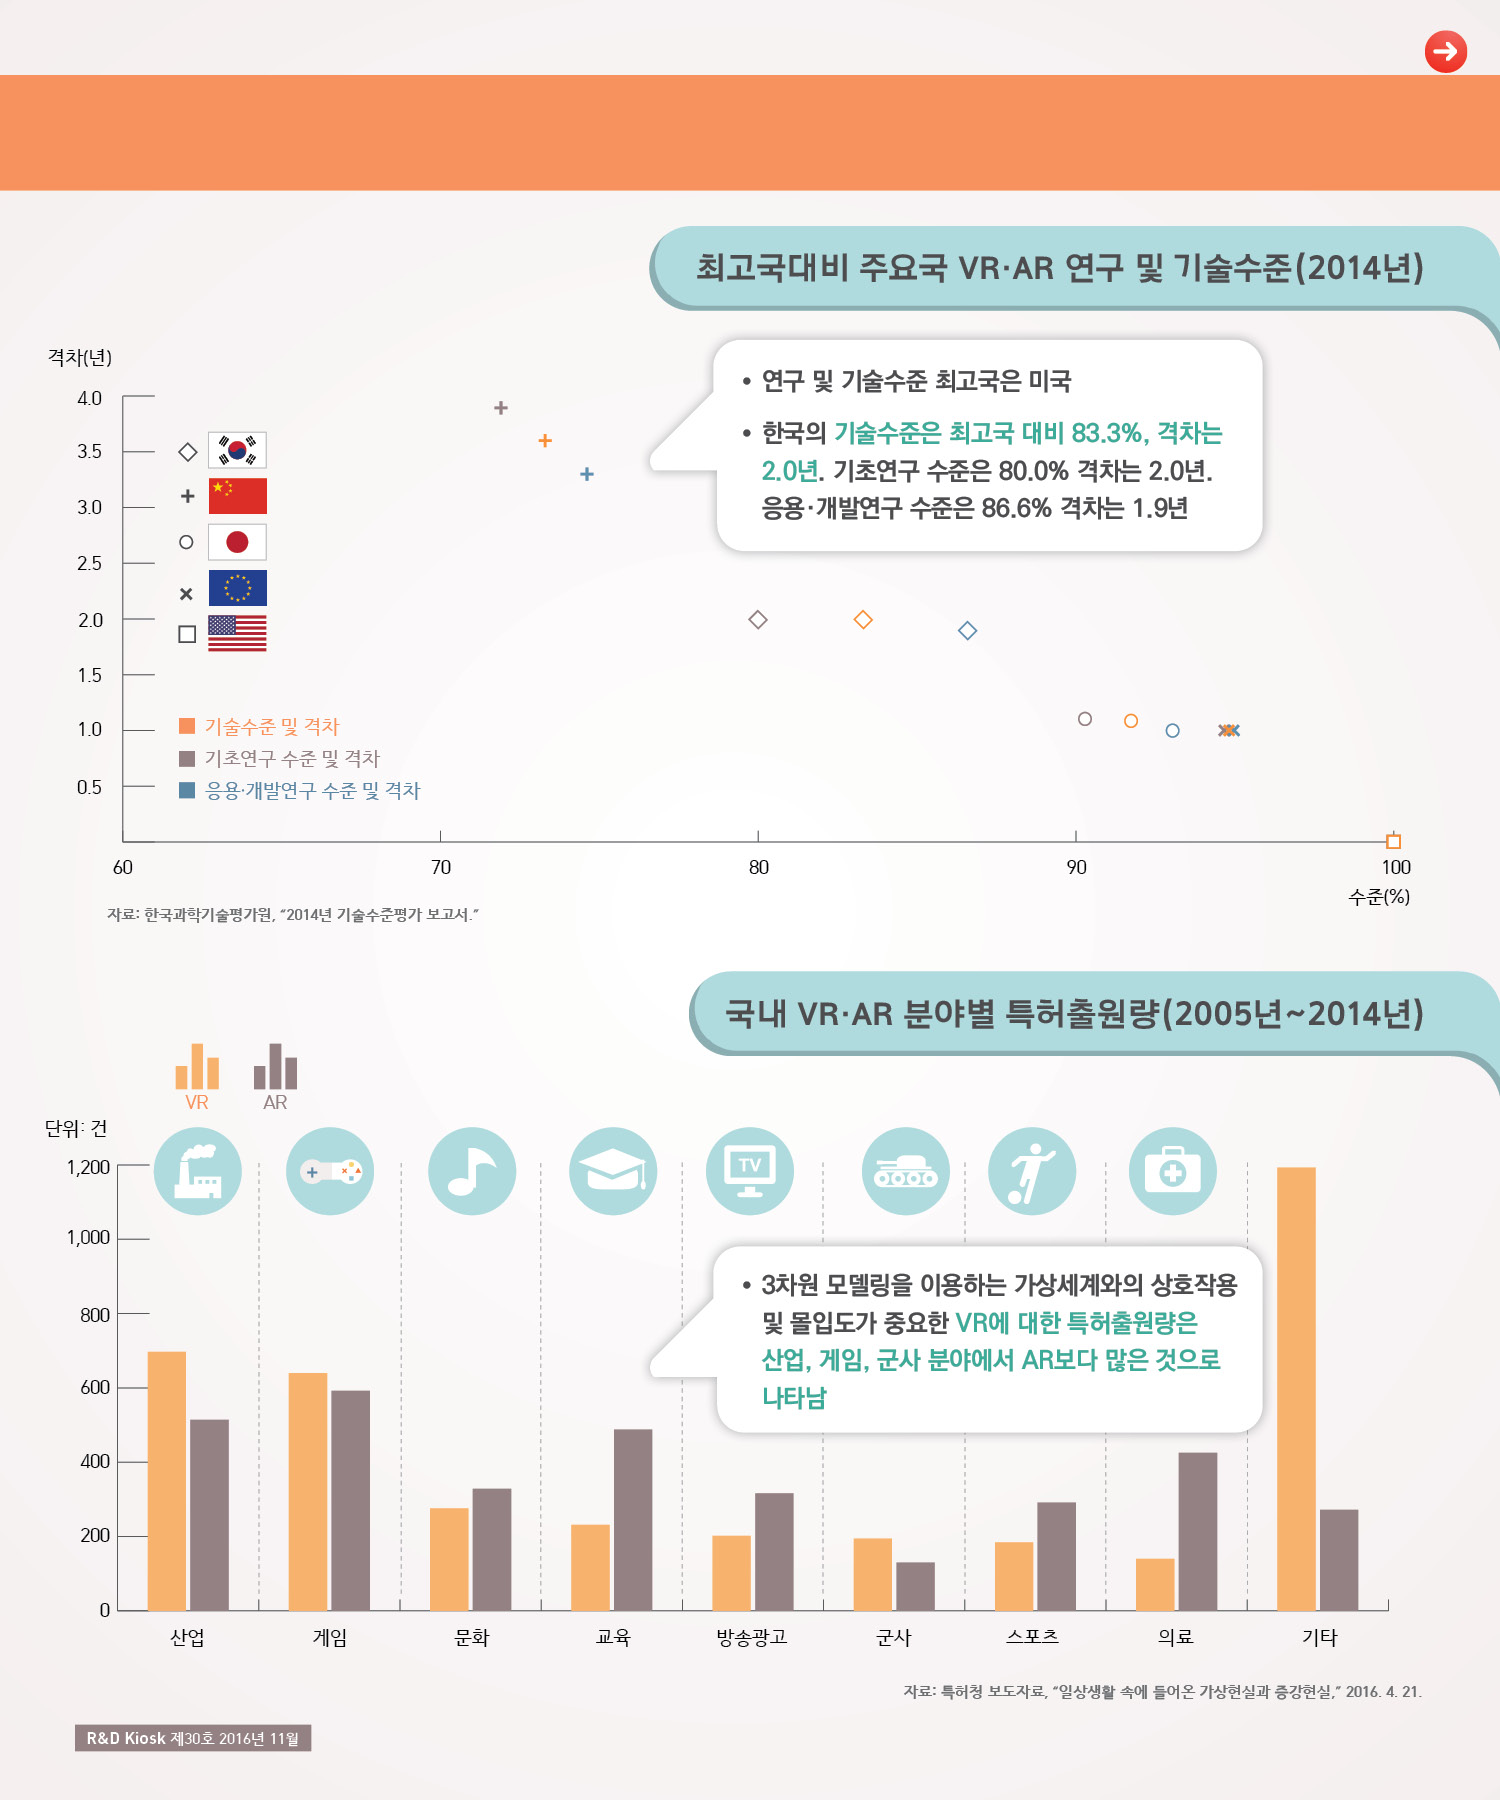 최고국대비 주요국 VR·AR 연구 및 기술수준(2014년)
격차(년)
4.0
3.5
3.0
2.5
2.0
1.5
1.0
0.5
• 연구 및 기술수준 최고국은 미국
• 한국의 기술수준은 최고국 대비 83.3%, 격차는
2.0년. 기초연구 수준은 80.0% 격차는 2.0년.
응용·개발연구 수준은 86.6% 격차는 1.9년
기술수준 및 격차
기초연구 수준 및 격차
응용·개발연구 수준 및 격차
60 70 80 90 100
수준(%)
자료: 한국과학기술평가원, “2014년 기술수준평가 보고서.”
국내 VR·AR 분야별 특허출원량(2005년~2014년)
VR AR
단위: 건
1,200
1,000
800
600
400
200
0
TV
• 3차원 모델링을 이용하는 가상세계와의 상호작용
및 몰입도가 중요한 VR에 대한 특허출원량은
산업, 게임, 군사 분야에서 AR보다 많은 것으로
나타남
산업 게임 문화 교육 방송광고 군사 스포츠 의료 기타
자료: 특허청 보도자료, “일상생활 속에 들어온 가상현실과 증강현실,” 2016. 4. 21.
R&D Kiosk 제30호 2016년 11월